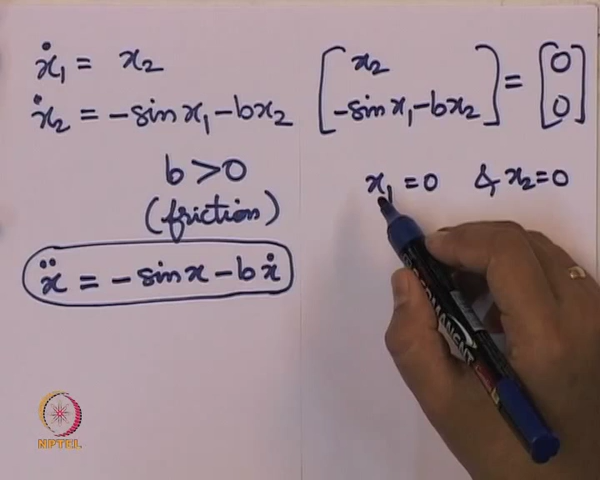 ẋ₁ = x₂
ẋ₂ = -sin x₁ - bx₂
b > 0
(friction)
ẍ = -sin x - bẋ
[x₂
-sin x₁ - bx₂] = [0
0]
x₁ = 0 & x₂ = 0
PERMANENT
NPTEL